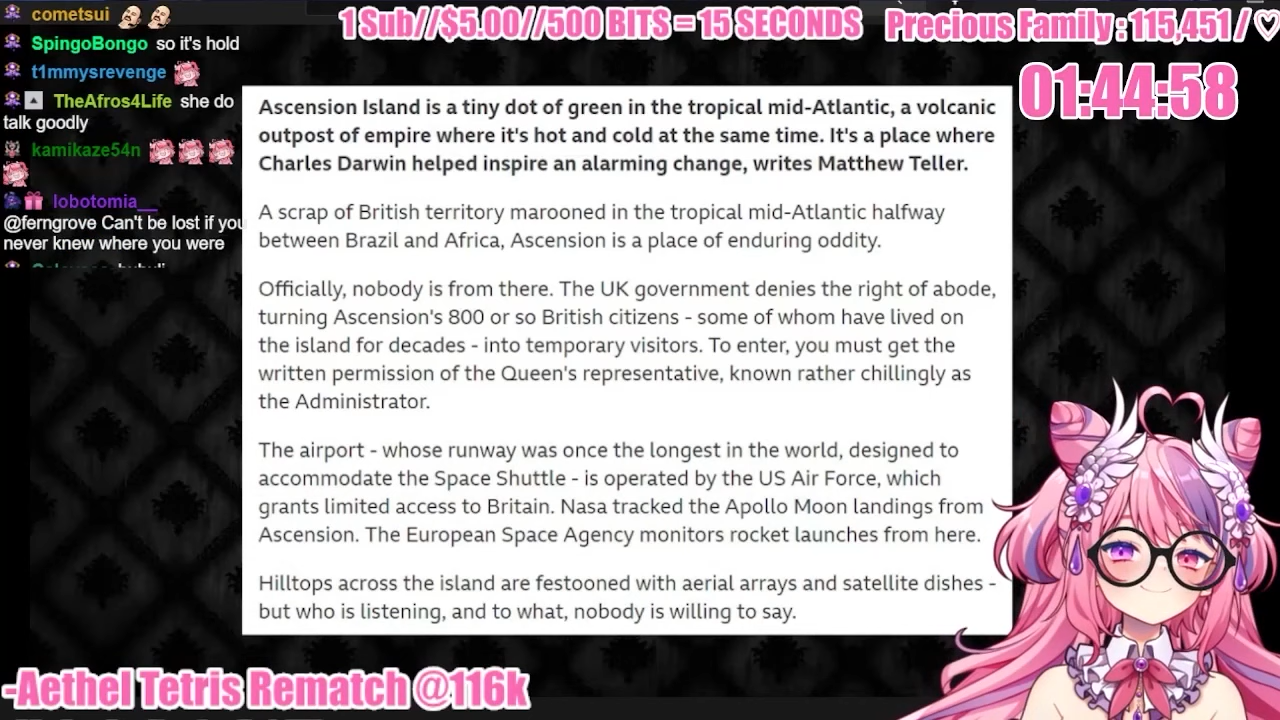 cometsui
SpingoBongo so it's hold
t1mmysrevenge
TheAfros4Life she do
talk goodly
kamikaze54n
lobotomia__
@ferngrove Can't be lost if you
never knew where you were
1 Sub//$5.00//500 BITS = 15 SECONDS
Precious Family : 115,451 / ♡
01:44:58
Ascension Island is a tiny dot of green in the tropical mid-Atlantic, a volcanic
outpost of empire where it's hot and cold at the same time. It's a place where
Charles Darwin helped inspire an alarming change, writes Matthew Teller.
A scrap of British territory marooned in the tropical mid-Atlantic halfway
between Brazil and Africa, Ascension is a place of enduring oddity.
Officially, nobody is from there. The UK government denies the right of abode,
turning Ascension's 800 or so British citizens - some of whom have lived on
the island for decades - into temporary visitors. To enter, you must get the
written permission of the Queen's representative, known rather chillingly as
the Administrator.
The airport - whose runway was once the longest in the world, designed to
accommodate the Space Shuttle - is operated by the US Air Force, which
grants limited access to Britain. Nasa tracked the Apollo Moon landings from
Ascension. The European Space Agency monitors rocket launches from here.
Hilltops across the island are festooned with aerial arrays and satellite dishes -
but who is listening, and to what, nobody is willing to say.
-Aethel Tetris Rematch @116k